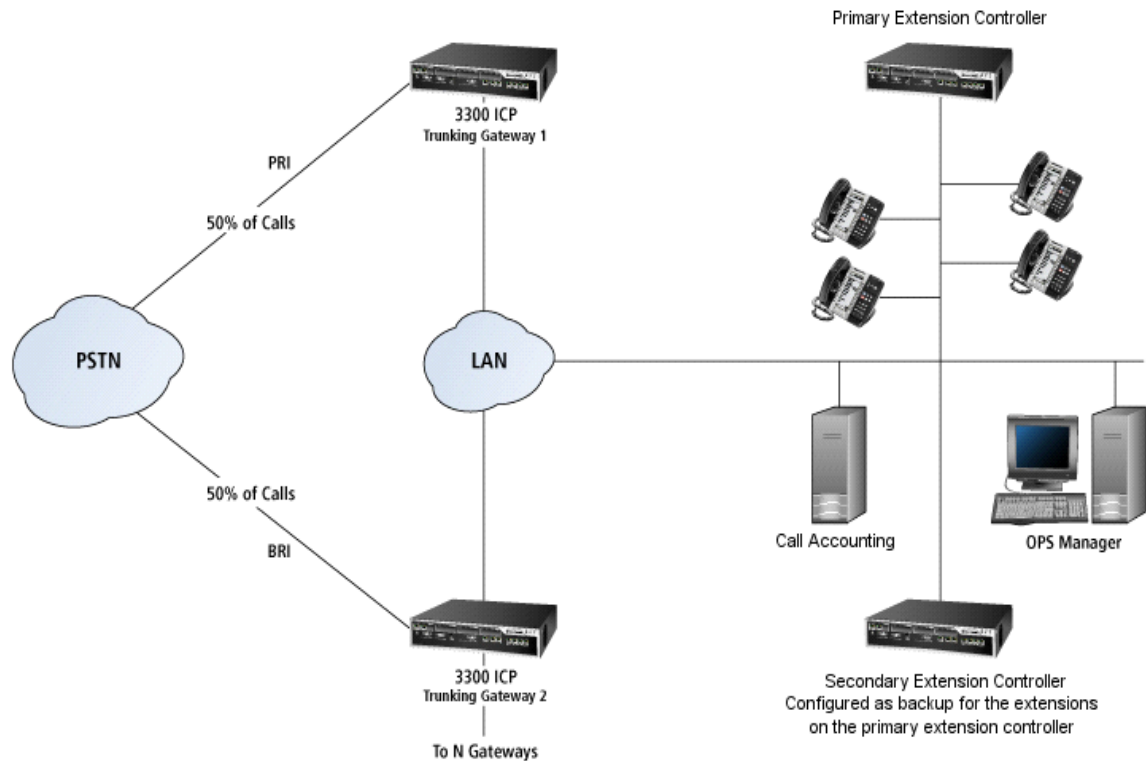 Primary Extension Controller
3300 ICP
Trunking Gateway 1
PRI
50% of Calls
PSTN
LAN
50% of Calls
BRI
Call Accounting
OPS Manager
3300 ICP
Trunking Gateway 2
To N Gateways
Secondary Extension Controller
Configured as backup for the extensions
on the primary extension controller